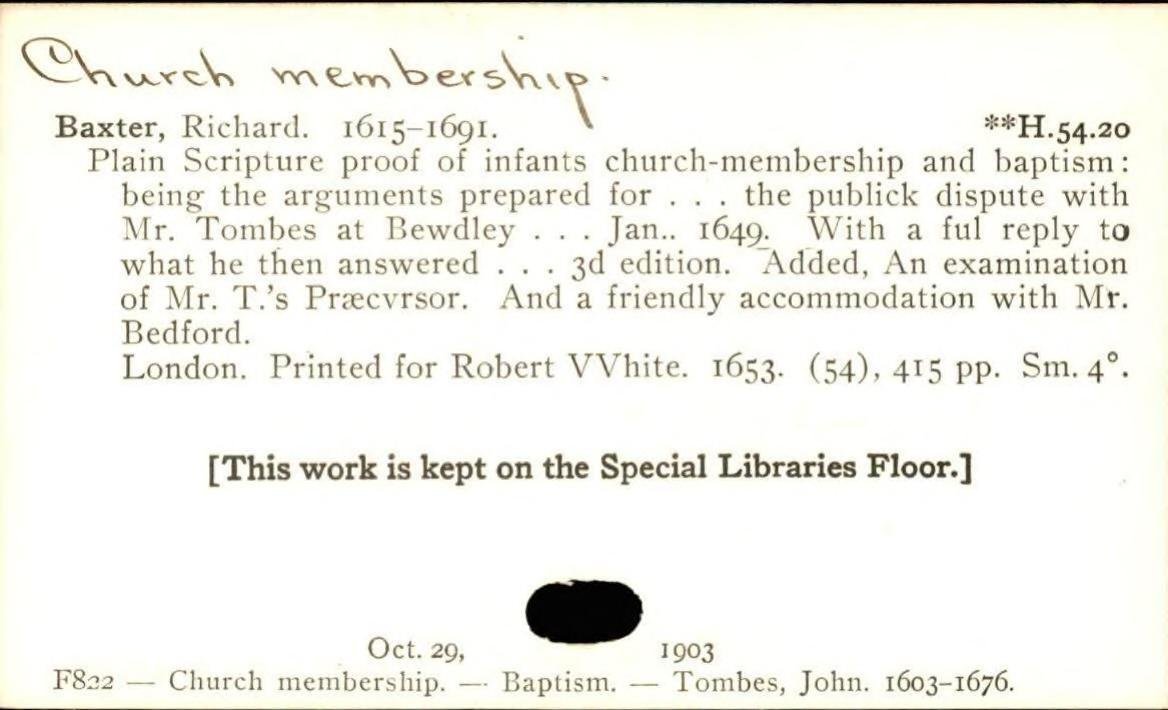 Church membership.
Baxter, Richard. 1615-1691. **H.54.20
Plain Scripture proof of infants church-membership and baptism:
being the arguments prepared for . . . the publick dispute with
Mr. Tombes at Bewdley . . . Jan.. 1649. With a ful reply to
what he then answered . . . 3d edition. Added, An examination
of Mr. T.'s Præcvrsor. And a friendly accommodation with Mr.
Bedford.
London. Printed for Robert VVhite. 1653. (54), 415 pp. Sm. 4°.
[This work is kept on the Special Libraries Floor.]
Oct. 29, 1903
F822 — Church membership. — Baptism. — Tombes, John. 1603-1676.